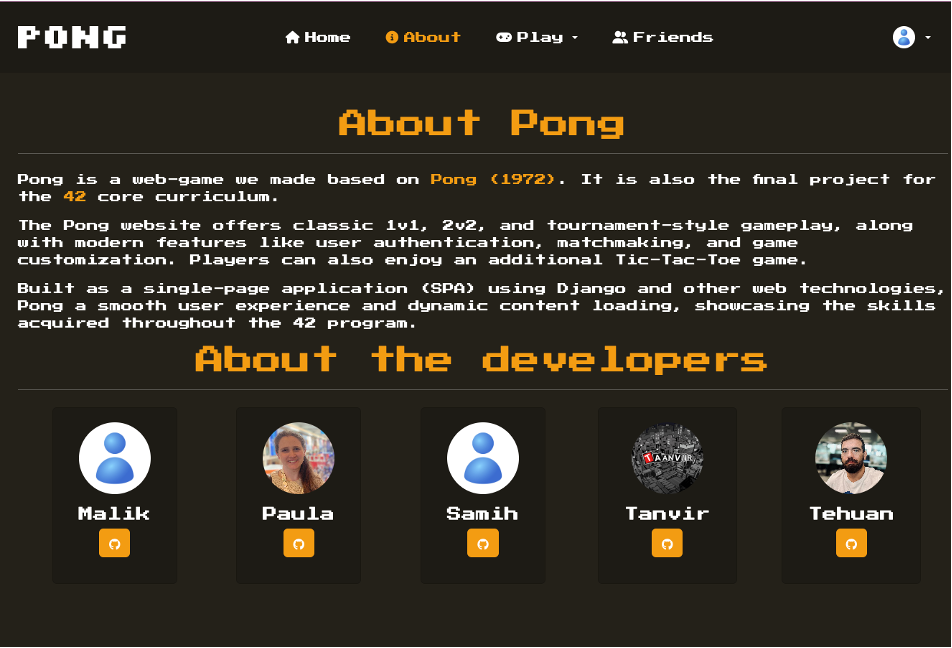 PONG
Home
About
Play
Friends
About Pong
Pong is a web-game we made based on Pong (1972). It is also the final project for
the 42 core curriculum.
The Pong website offers classic 1v1, 2v2, and tournament-style gameplay, along
with modern features like user authentication, matchmaking, and game
customization. Players can also enjoy an additional Tic-Tac-Toe game.
Built as a single-page application (SPA) using Django and other web technologies,
Pong a smooth user experience and dynamic content loading, showcasing the skills
acquired throughout the 42 program.
About the developers
TAANVIR
Malik
Paula
Samih
Tanvir
Tehuan